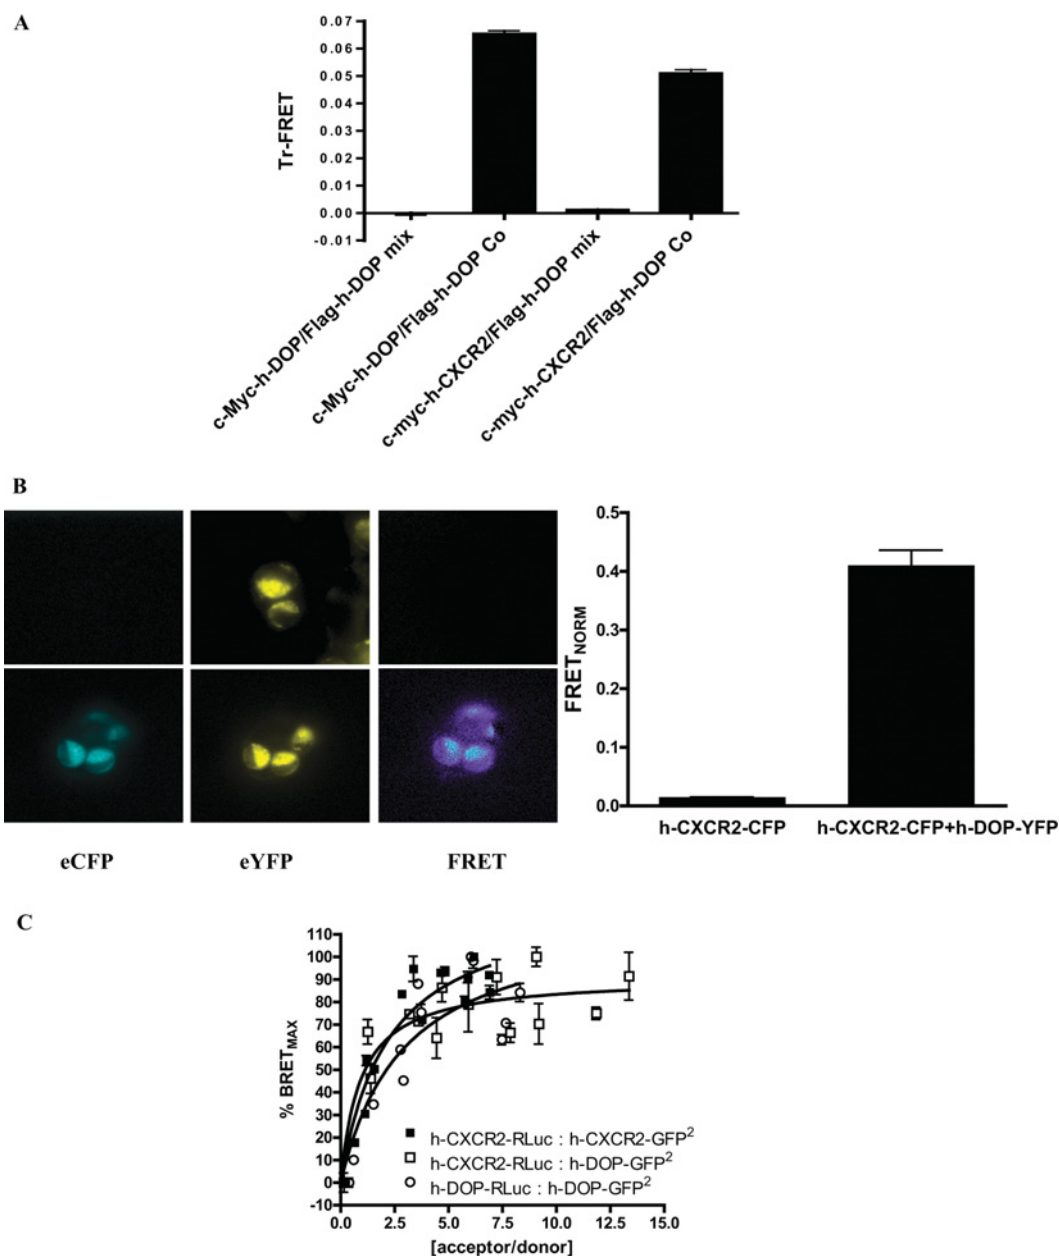 A
Tr-FRET
0.07
0.06
0.05
0.04
0.03
0.02
0.01
0.00
-0.01
c-Myc-h-DOP/Flag-h-DOP mix
c-Myc-h-DOP/Flag-h-DOP Co
c-myc-h-CXCR2/Flag-h-DOP mix
c-myc-h-CXCR2/Flag-h-DOP Co
B
eCFP
eYFP
FRET
FRETNORM
0.5
0.4
0.3
0.2
0.1
0.0
h-CXCR2-CFP
h-CXCR2-CFP+h-DOP-YFP
C
% BRETMAX
110
100
90
80
70
60
50
40
30
20
10
0
-10
h-CXCR2-RLuc : h-CXCR2-GFP²
h-CXCR2-RLuc : h-DOP-GFP²
h-DOP-RLuc : h-DOP-GFP²
0.0 2.5 5.0 7.5 10.0 12.5 15.0
[acceptor/donor]